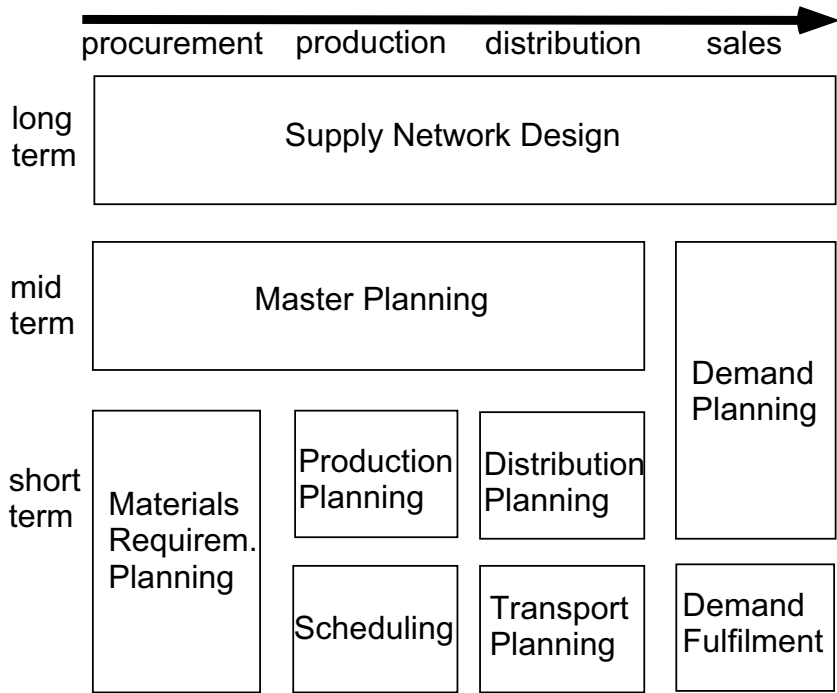 procurement production distribution sales
long
term
Supply Network Design
mid
term
Master Planning
Demand
Planning
short
term
Materials
Requirem.
Planning
Production
Planning
Distribution
Planning
Scheduling
Transport
Planning
Demand
Fulfilment